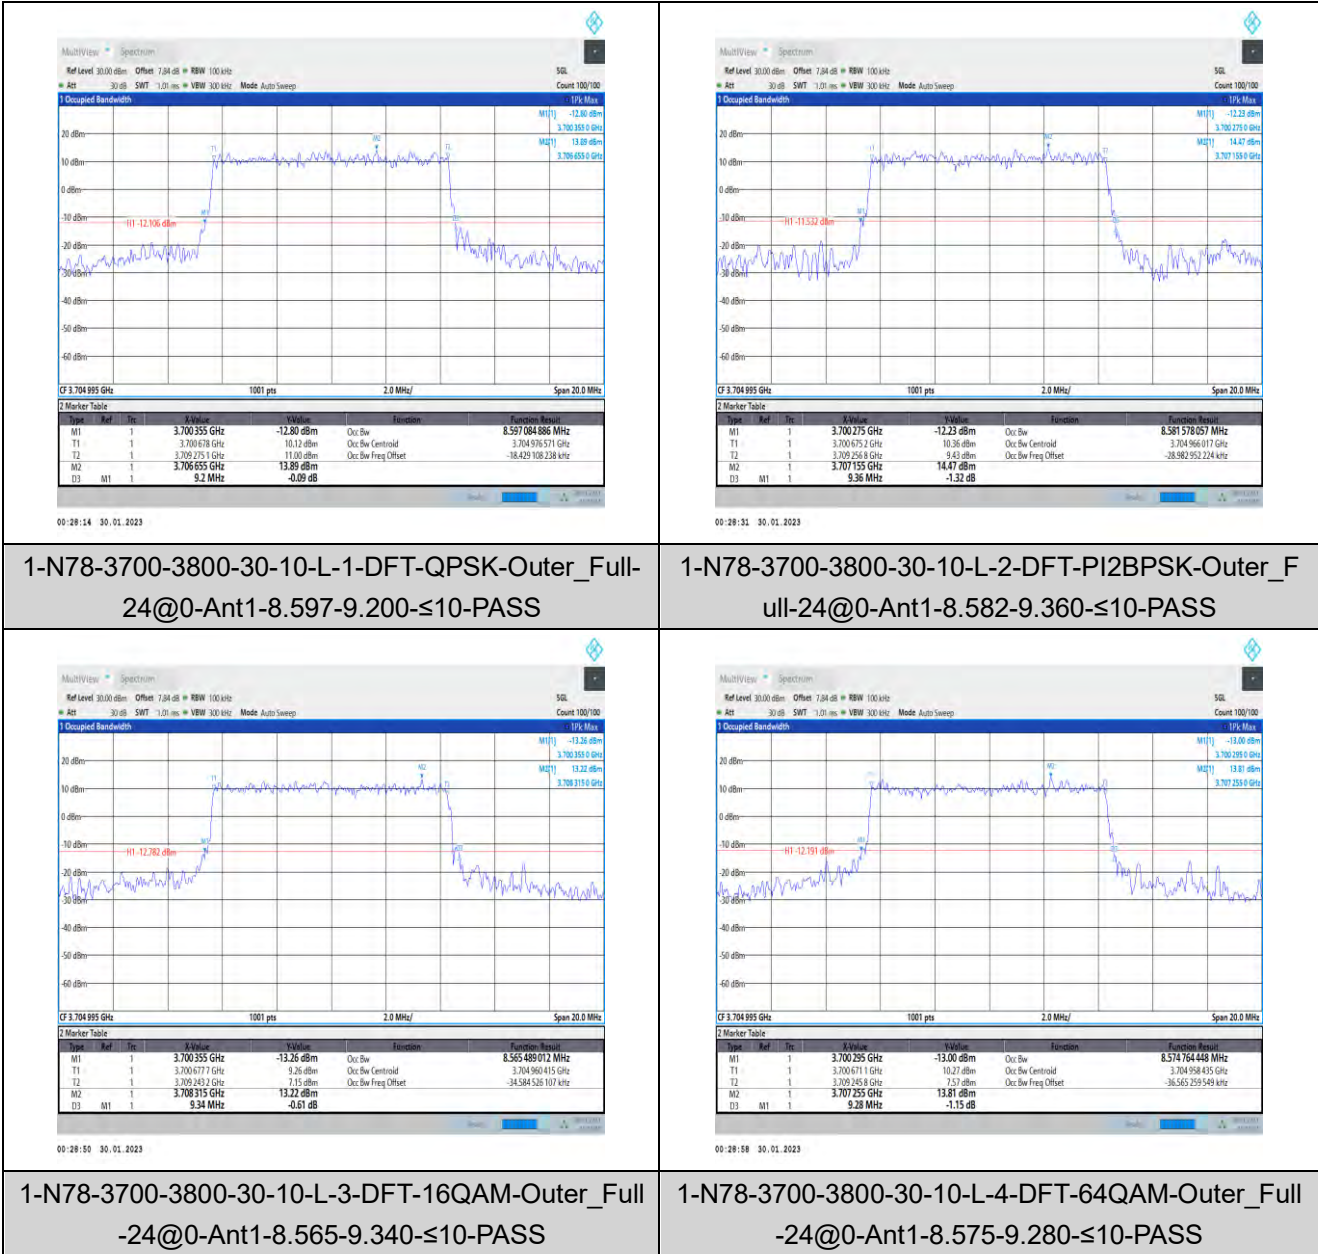 MultiView Spectrum
Ref Level 30.00 dBm Offset 7.84 dB RBW 100 kHz SGL
Att 30 dB SWT 1.01 ms VBW 300 kHz Mode Auto Sweep Count 100/100
1 Occupied Bandwidth 1Pk Max
M1[1] -12.80 dBm
3.700 355 0 GHz
M2[1] 13.89 dBm
3.706 655 0 GHz
20 dBm
10 dBm
0 dBm
-10 dBm
-20 dBm
-30 dBm
-40 dBm
-50 dBm
-60 dBm
M2
T1
T2
M1
D3
H1 -12.106 dBm
CF 3.704 995 GHz 1001 pts 2.0 MHz/ Span 20.0 MHz
2 Marker Table
Type Ref Trc X-Value Y-Value Function Function Result
M1 1 3.700 355 GHz -12.80 dBm Occ Bw 8.597 084 886 MHz
T1 1 3.700 678 GHz 10.12 dBm Occ Bw Centroid 3.704 976 571 GHz
T2 1 3.709 275 1 GHz 11.00 dBm Occ Bw Freq Offset -18.429 108 238 kHz
M2 1 3.706 655 GHz 13.89 dBm
D3 M1 1 9.2 MHz -0.09 dB
00:28:14 30.01.2023
1-N78-3700-3800-30-10-L-1-DFT-QPSK-Outer_Full-
24@0-Ant1-8.597-9.200-≤10-PASS
MultiView Spectrum
Ref Level 30.00 dBm Offset 7.84 dB RBW 100 kHz SGL
Att 30 dB SWT 1.01 ms VBW 300 kHz Mode Auto Sweep Count 100/100
1 Occupied Bandwidth 1Pk Max
M1[1] -12.23 dBm
3.700 275 0 GHz
M2[1] 14.47 dBm
3.707 155 0 GHz
20 dBm
10 dBm
0 dBm
-10 dBm
-20 dBm
-30 dBm
-40 dBm
-50 dBm
-60 dBm
M2
T1
T2
M1
D3
H1 -11.532 dBm
CF 3.704 995 GHz 1001 pts 2.0 MHz/ Span 20.0 MHz
2 Marker Table
Type Ref Trc X-Value Y-Value Function Function Result
M1 1 3.700 275 GHz -12.23 dBm Occ Bw 8.581 578 057 MHz
T1 1 3.700 675 2 GHz 10.36 dBm Occ Bw Centroid 3.704 966 017 GHz
T2 1 3.709 256 8 GHz 9.43 dBm Occ Bw Freq Offset -28.982 952 224 kHz
M2 1 3.707 155 GHz 14.47 dBm
D3 M1 1 9.36 MHz -1.32 dB
00:28:31 30.01.2023
1-N78-3700-3800-30-10-L-2-DFT-PI2BPSK-Outer_F
ull-24@0-Ant1-8.582-9.360-≤10-PASS
MultiView Spectrum
Ref Level 30.00 dBm Offset 7.84 dB RBW 100 kHz SGL
Att 30 dB SWT 1.01 ms VBW 300 kHz Mode Auto Sweep Count 100/100
1 Occupied Bandwidth 1Pk Max
M1[1] -13.26 dBm
3.700 355 0 GHz
M2[1] 13.22 dBm
3.708 315 0 GHz
20 dBm
10 dBm
0 dBm
-10 dBm
-20 dBm
-30 dBm
-40 dBm
-50 dBm
-60 dBm
M2
T1
T2
M1
D3
H1 -12.782 dBm
CF 3.704 995 GHz 1001 pts 2.0 MHz/ Span 20.0 MHz
2 Marker Table
Type Ref Trc X-Value Y-Value Function Function Result
M1 1 3.700 355 GHz -13.26 dBm Occ Bw 8.565 489 012 MHz
T1 1 3.700 677 7 GHz 9.26 dBm Occ Bw Centroid 3.704 960 415 GHz
T2 1 3.709 243 2 GHz 7.15 dBm Occ Bw Freq Offset -34.584 526 107 kHz
M2 1 3.708 315 GHz 13.22 dBm
D3 M1 1 9.34 MHz -0.61 dB
00:28:50 30.01.2023
1-N78-3700-3800-30-10-L-3-DFT-16QAM-Outer_Full
-24@0-Ant1-8.565-9.340-≤10-PASS
MultiView Spectrum
Ref Level 30.00 dBm Offset 7.84 dB RBW 100 kHz SGL
Att 30 dB SWT 1.01 ms VBW 300 kHz Mode Auto Sweep Count 100/100
1 Occupied Bandwidth 1Pk Max
M1[1] -13.00 dBm
3.700 295 0 GHz
M2[1] 13.81 dBm
3.707 255 0 GHz
20 dBm
10 dBm
0 dBm
-10 dBm
-20 dBm
-30 dBm
-40 dBm
-50 dBm
-60 dBm
M2
M1
H1 -12.191 dBm
CF 3.704 995 GHz 1001 pts 2.0 MHz/ Span 20.0 MHz
2 Marker Table
Type Ref Trc X-Value Y-Value Function Function Result
M1 1 3.700 295 GHz -13.00 dBm Occ Bw 8.574 764 448 MHz
T1 1 3.700 671 1 GHz 10.27 dBm Occ Bw Centroid 3.704 958 435 GHz
T2 1 3.709 245 8 GHz 7.57 dBm Occ Bw Freq Offset -36.565 259 549 kHz
M2 1 3.707 255 GHz 13.81 dBm
D3 M1 1 9.28 MHz -1.15 dB
00:28:58 30.01.2023
1-N78-3700-3800-30-10-L-4-DFT-64QAM-Outer_Full
-24@0-Ant1-8.575-9.280-≤10-PASS